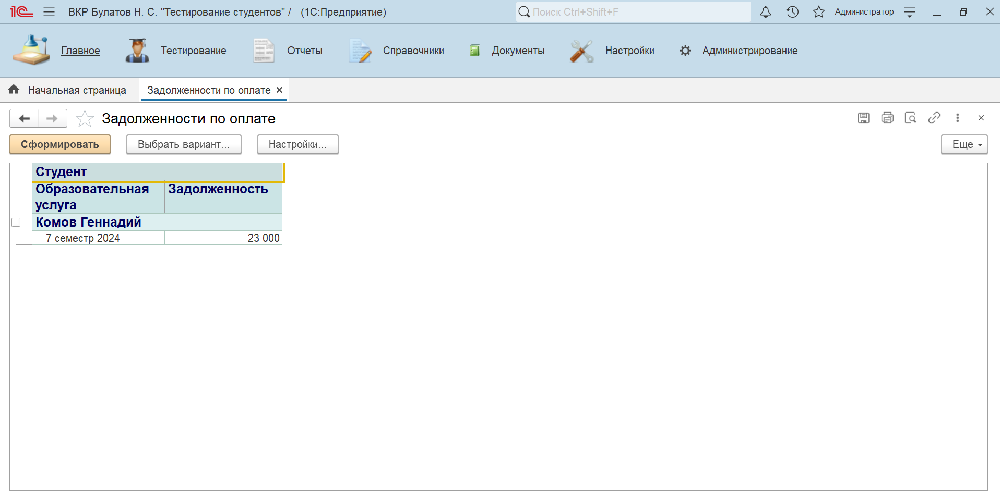 1С ВКР Булатов Н. С. "Тестирование студентов" / (1С:Предприятие) Поиск Ctrl+Shift+F Администратор
Главное Тестирование Отчеты Справочники Документы Настройки Администрирование
Начальная страница Задолженности по оплате
Задолженности по оплате
Сформировать Выбрать вариант... Настройки... Еще
Студент
Образовательная услуга Задолженность
Комов Геннадий
7 семестр 2024 23 000